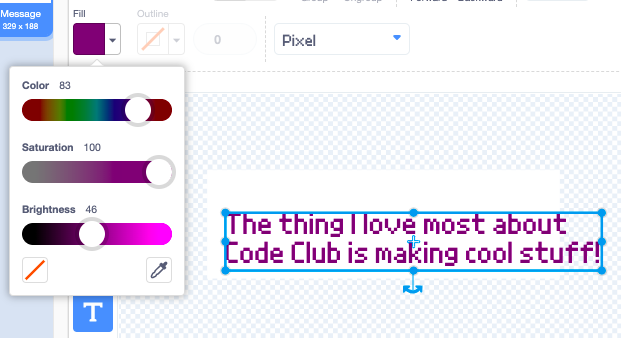 Message
329 x 188
Fill
Outline
0
Pixel
Color 83
Saturation 100
Brightness 46
The thing I love most about
Code Club is making cool stuff!
T